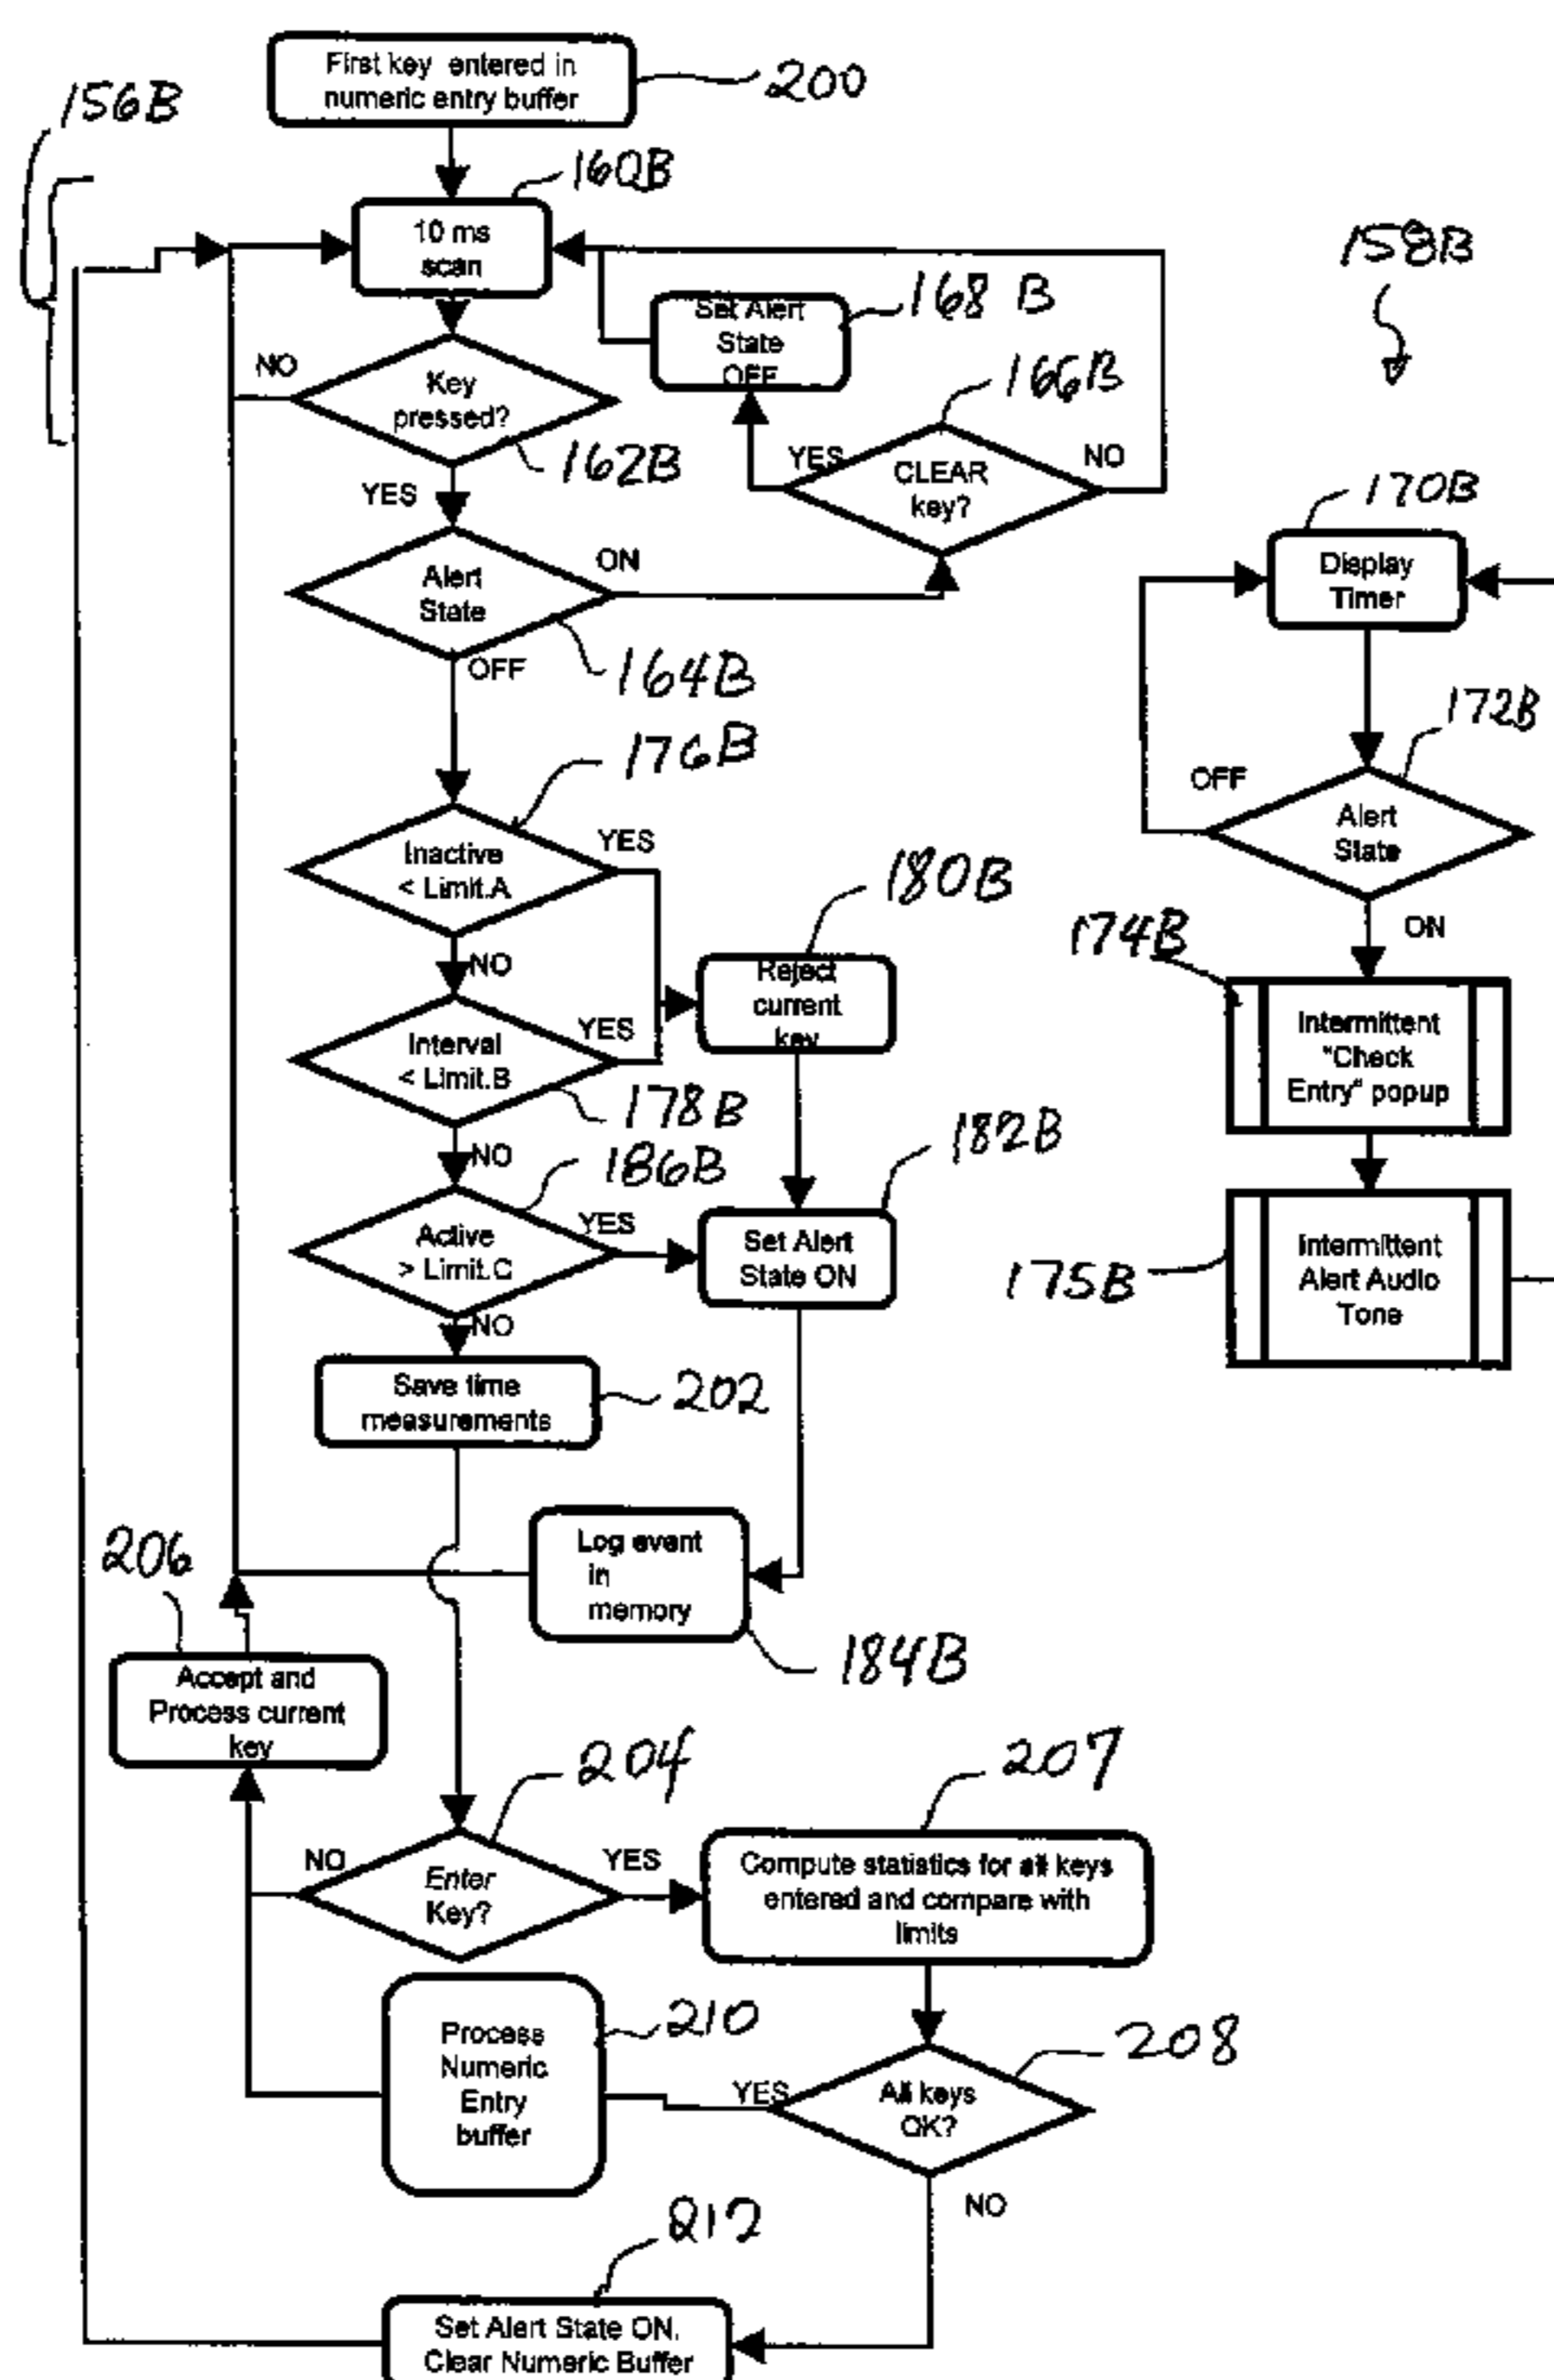 First key entered in
numeric entry buffer
200
156B
160B
10 ms
scan
158B
168 B
Set Alert
State
OFF
NO
Key
pressed?
166B
162B
YES
CLEAR
key?
NO
YES
170B
Display
Timer
Alert
State
ON
164B
OFF
172B
OFF
Alert
State
ON
176B
Inactive
< Limit.A
YES
180B
174B
NO
Reject
current
key
Intermittent
"Check
Entry" popup
Interval
< Limit.B
YES
178B
182B
NO
186B
Active
> Limit.C
YES
Set Alert
State ON
175B
Intermittent
Alert Audio
Tone
NO
Save time
measurements
202
206
Log event
in
memory
184B
Accept and
Process current
key
204
207
NO
Enter
Key?
YES
Compute statistics for all keys
entered and compare with
limits
210
Process
Numeric
Entry
buffer
208
YES
All keys
OK?
NO
212
Set Alert State ON.
Clear Numeric Buffer